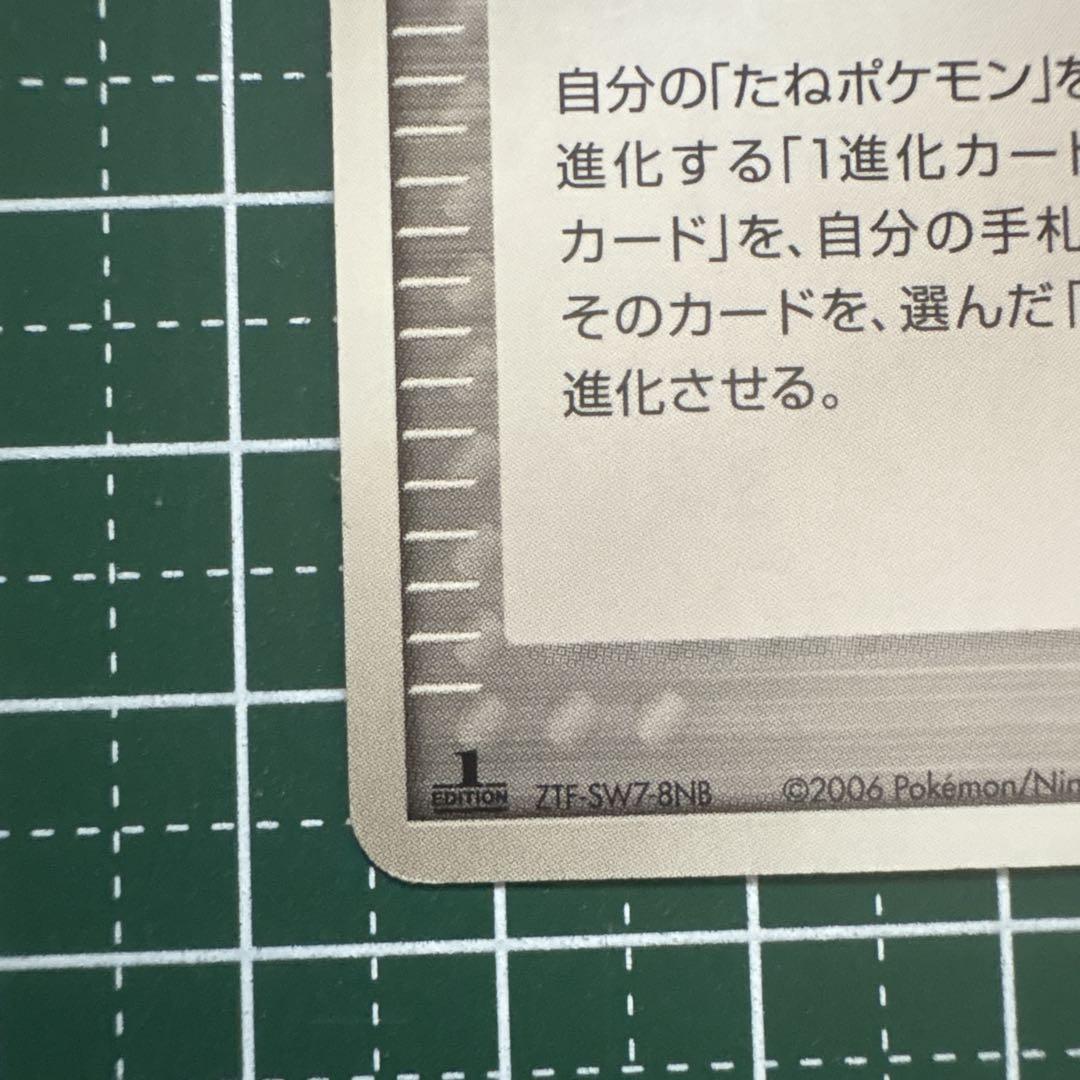 自分の「たねポケモン」を
進化する「1進化カード
カード」を、自分の手札
そのカードを、選んだ「
進化させる。
1
EDITION ZTF-SW7-8NB ©2006 Pokémon/Nin